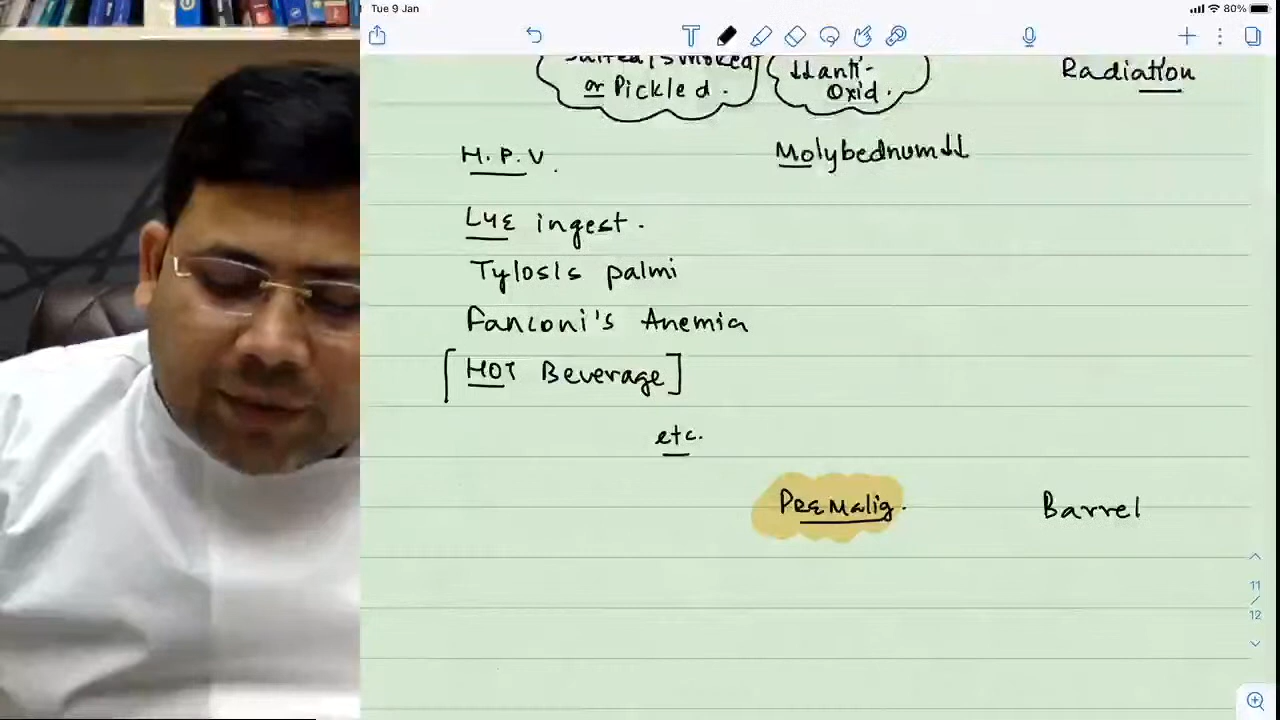 Tue 9 Jan
80%
Salted/smoked
or Pickled.
↓↓anti-
Oxid.
Radiation
H.P.V.
Molybednum↓↓
Lye ingest.
Tylosis palmi
Fanconi's Anemia
[HOT Beverage]
etc.
PreMalig.
Barrel
11
/
12